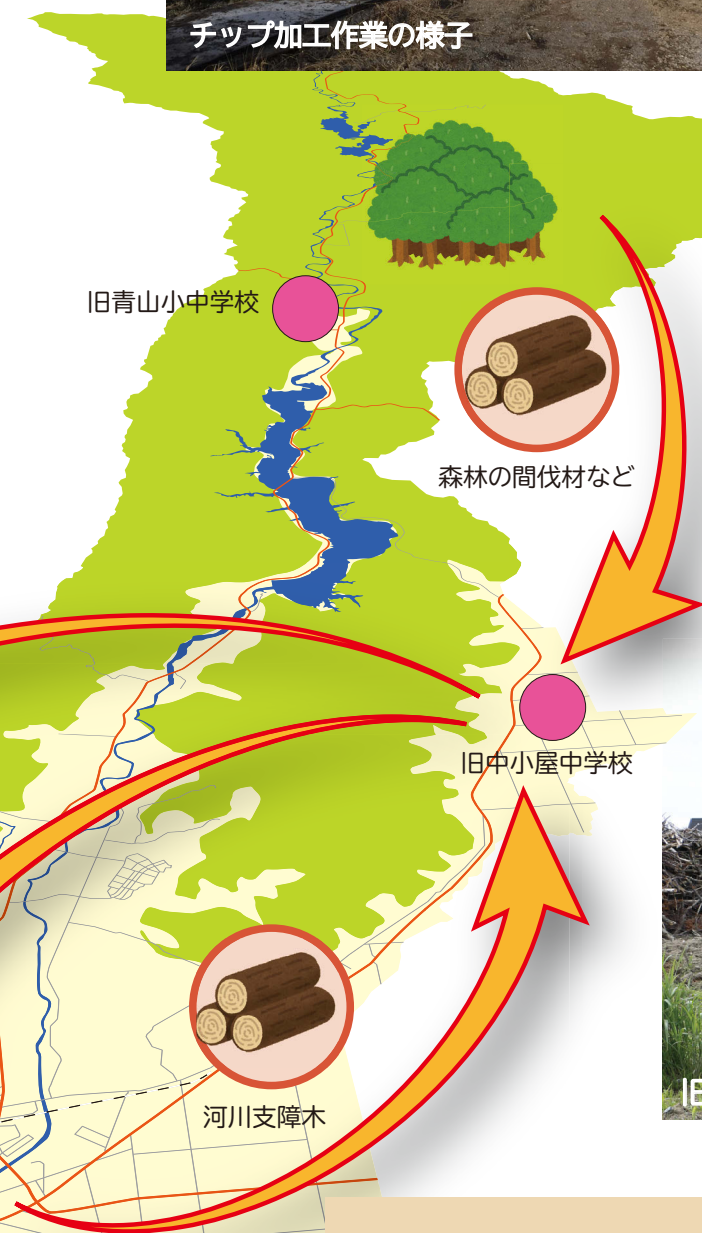 チップ加工作業の様子
旧青山小中学校
森林の間伐材など
旧中小屋中学校
河川支障木
旧